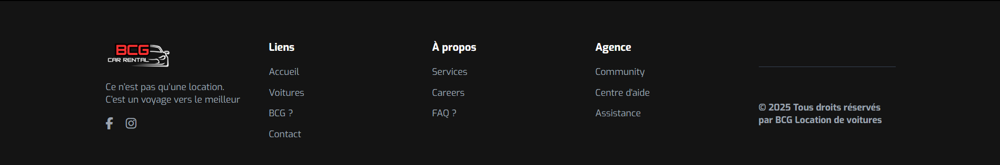 BCG
CAR RENTAL
Ce n'est pas qu'une location.
C'est un voyage vers le meilleur
Liens
Accueil
Voitures
BCG ?
Contact
À propos
Services
Careers
FAQ ?
Agence
Community
Centre d'aide
Assistance
© 2025 Tous droits réservés
par BCG Location de voitures